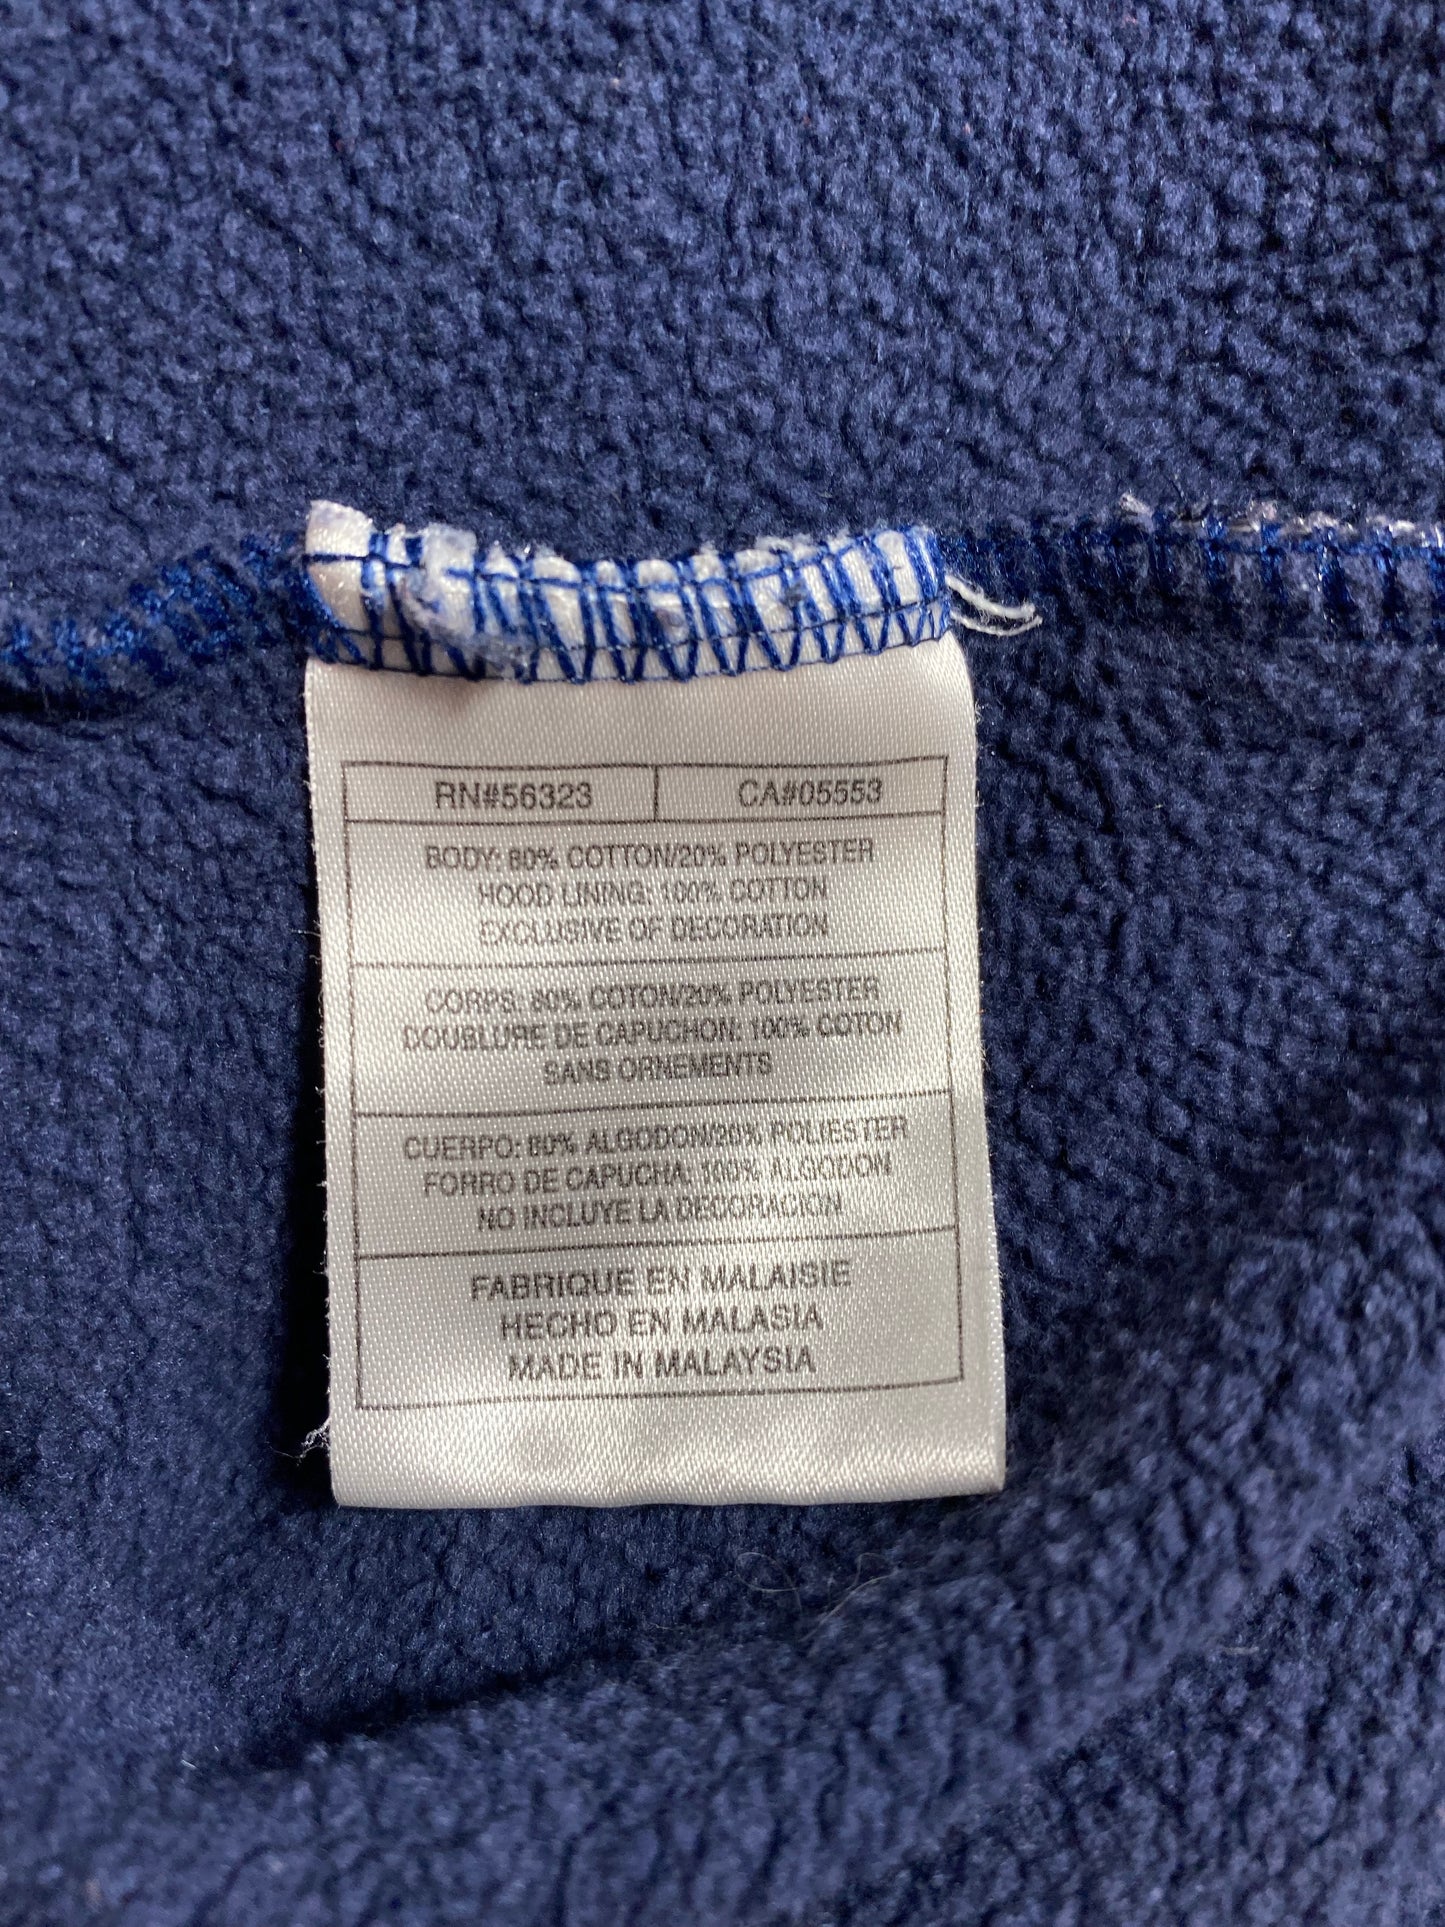 RN#56323 CA#05553
BODY: 80% COTTON/20% POLYESTER
HOOD LINING: 100% COTTON
EXCLUSIVE OF DECORATION
CORPS: 80% COTON/20% POLYESTER
DOUBLURE DE CAPUCHON: 100% COTON
SANS ORNEMENTS
CUERPO: 80% ALGODON/20% POLIESTER
FORRO DE CAPUCHA: 100% ALGODON
NO INCLUYE LA DECORACION
FABRIQUE EN MALAISIE
HECHO EN MALASIA
MADE IN MALAYSIA